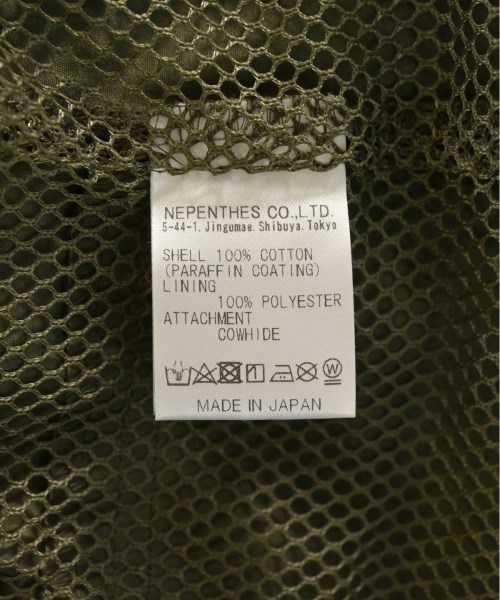 NEPENTHES CO.,LTD.
5-44-1. Jingumae. Shibuya. Tokyo
SHELL 100% COTTON
(PARAFFIN COATING)
LINING
100% POLYESTER
ATTACHMENT
COWHIDE
W
MADE IN JAPAN